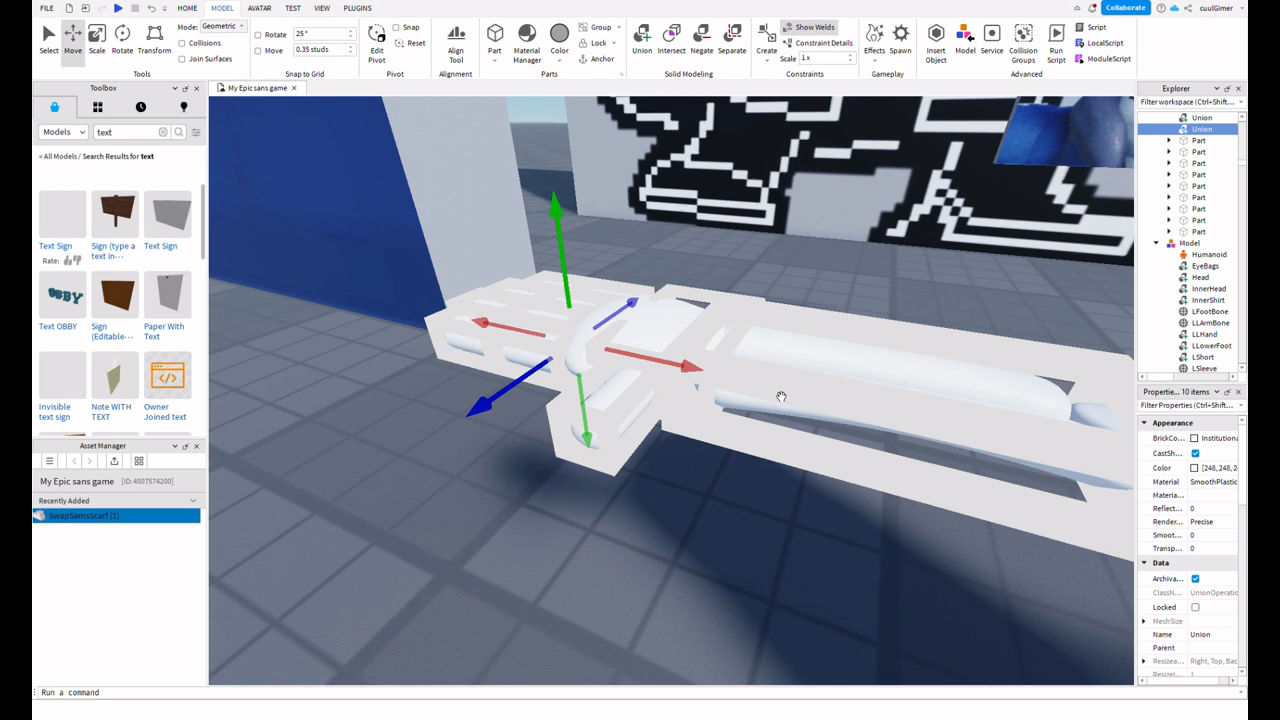 FILE HOME MODEL AVATAR TEST VIEW PLUGINS Collaborate cuulGimer
Select Move Scale Rotate Transform
Mode: Geometric
Collisions
Join Surfaces
Tools
Rotate 25 °
Move 0.35 studs
Snap to Grid
Edit Pivot
Snap
Reset
Pivot
Align Tool
Alignment
Part Material Manager Color
Group
Lock
Anchor
Parts
Union Intersect Negate Separate
Solid Modeling
Create
Show Welds
Constraint Details
Scale 1 x
Constraints
Effects Spawn
Gameplay
Insert Object Model Service Collision Groups Run Script
Script
LocalScript
ModuleScript
Advanced
Toolbox
Models text
< All Models / Search Results for text
Text Sign
Rate:
Sign (type a text in…
Text Sign
OBBY
Text OBBY
Sign (Editable…
Paper With Text
Invisible text sign
Note WITH TEXT
Owner Joined text
Asset Manager
My Epic sans game [ID: 4507574200]
Recently Added
SwapSansScarf (1)
My Epic sans game
Explorer
Filter workspace (Ctrl+Shift…
Union
Union
Part
Part
Part
Part
Part
Part
Part
Part
Part
Model
Humanoid
EyeBags
Head
InnerHead
InnerShirt
LFootBone
LLArmBone
LLHand
LLowerFoot
LShort
LSleeve
Propertie… 10 items
Filter Properties (Ctrl+Shift…
Appearance
BrickCo… Institutiona
CastSh…
Color [248, 248, 2
Material SmoothPlastic
Materia…
Reflect… 0
Render… Precise
Smoot… 0
Transp… 0
Data
Archiva…
ClassN… UnionOperatio
Locked
MeshSize
Name Union
Parent
Resizea… Right, Top, Bac
Run a command